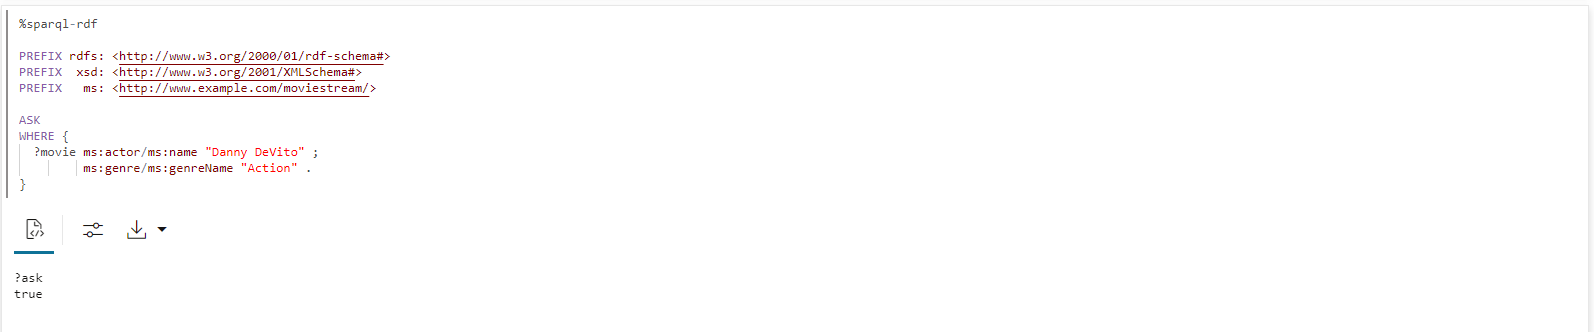 %sparql-rdf
PREFIX rdfs: <http://www.w3.org/2000/01/rdf-schema#>
PREFIX  xsd: <http://www.w3.org/2001/XMLSchema#>
PREFIX   ms: <http://www.example.com/moviestream/>
ASK
WHERE {
  ?movie ms:actor/ms:name "Danny DeVito" ;
         ms:genre/ms:genreName "Action" .
}
?ask
true